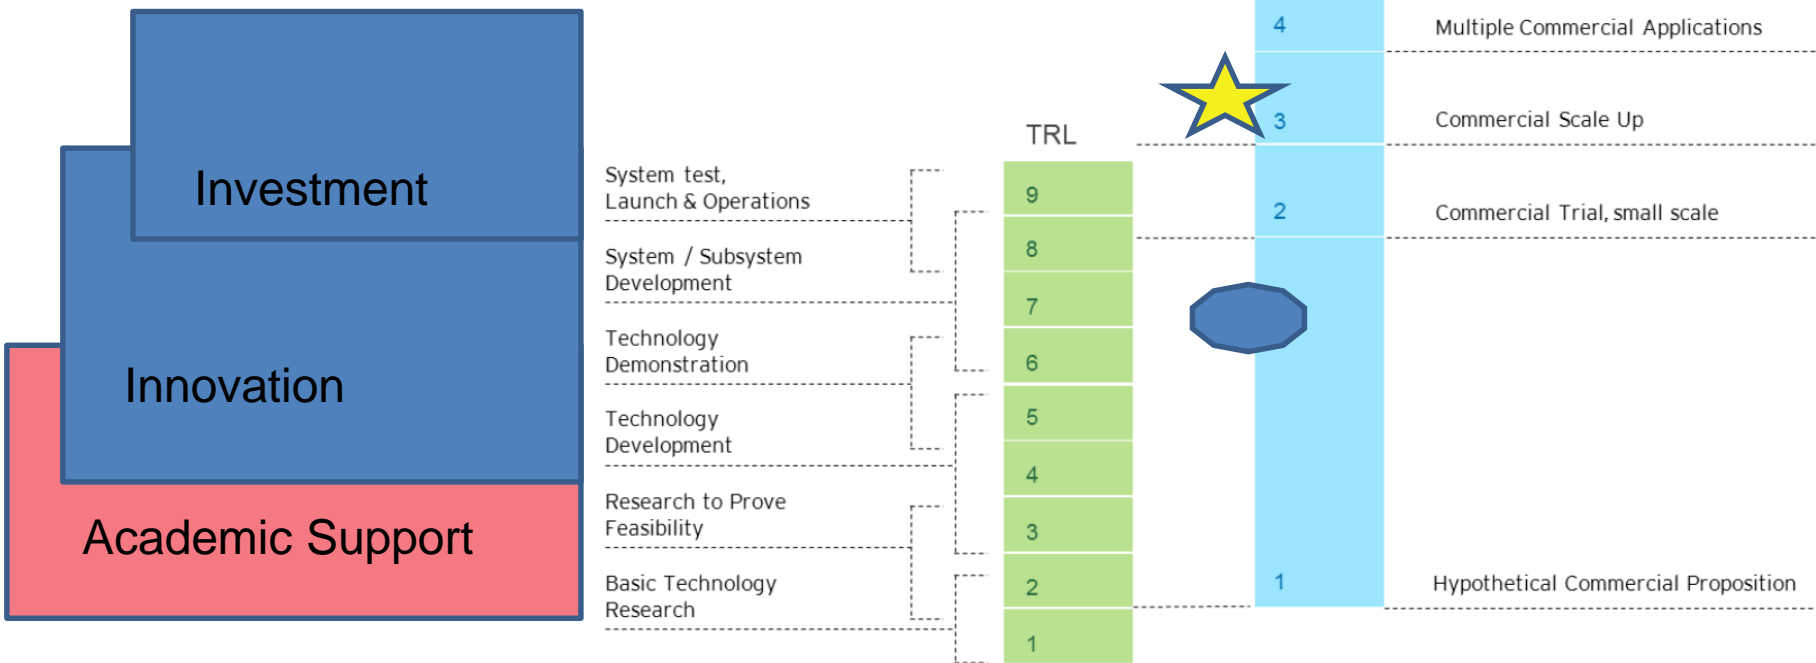 Investment
Innovation
Academic Support
System test,
Launch & Operations
System / Subsystem
Development
Technology
Demonstration
Technology
Development
Research to Prove
Feasibility
Basic Technology
Research
TRL
9
8
7
6
5
4
3
2
1
4
3
2
1
Multiple Commercial Applications
Commercial Scale Up
Commercial Trial, small scale
Hypothetical Commercial Proposition